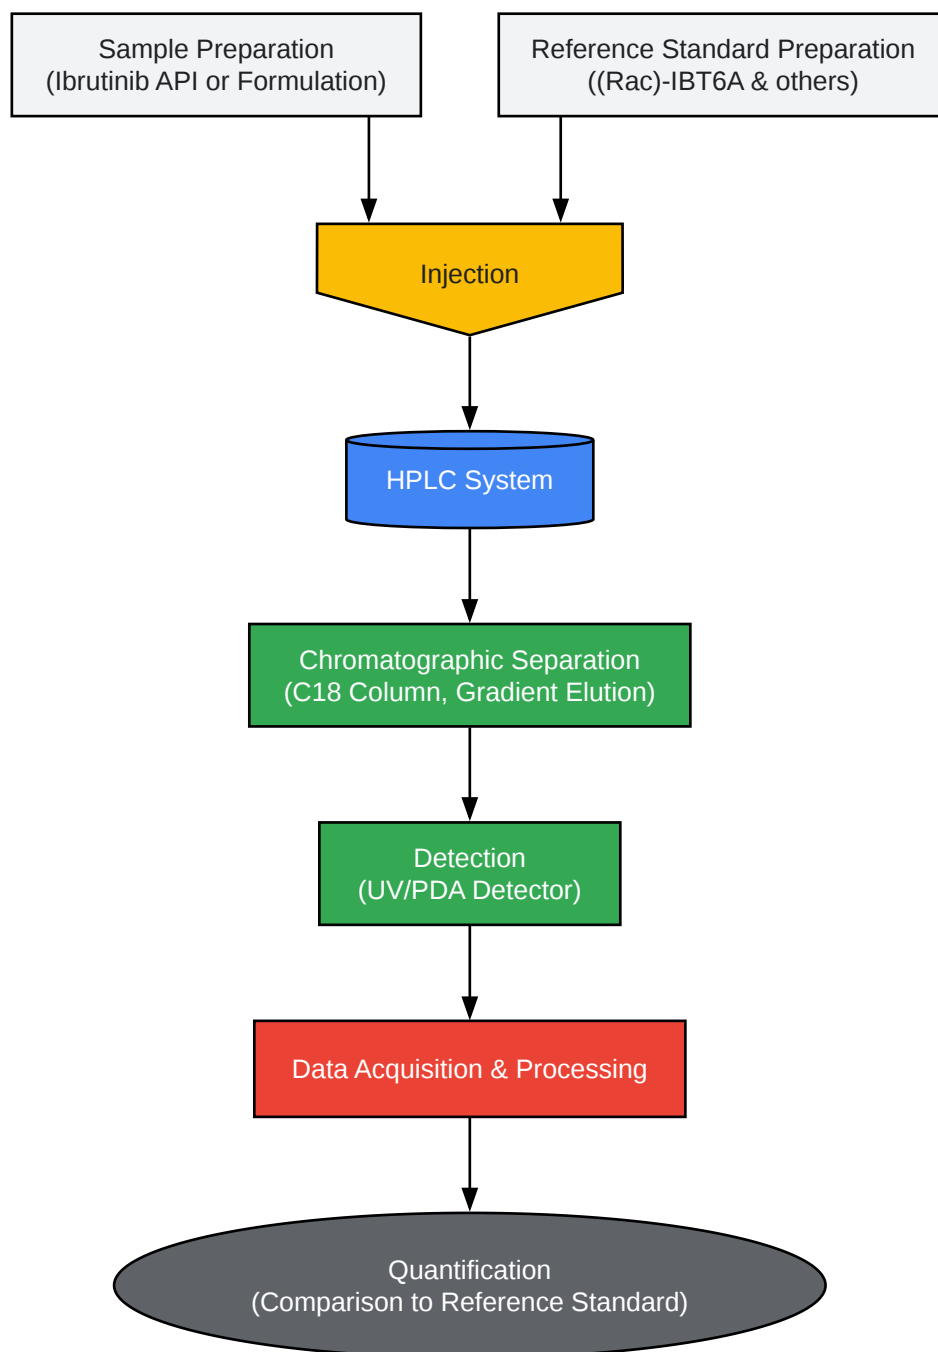 Sample Preparation
(Ibrutinib API or Formulation)
Reference Standard Preparation
((Rac)-IBT6A & others)
Injection
HPLC System
Chromatographic Separation
(C18 Column, Gradient Elution)
Detection
(UV/PDA Detector)
Data Acquisition & Processing
Quantification
(Comparison to Reference Standard)